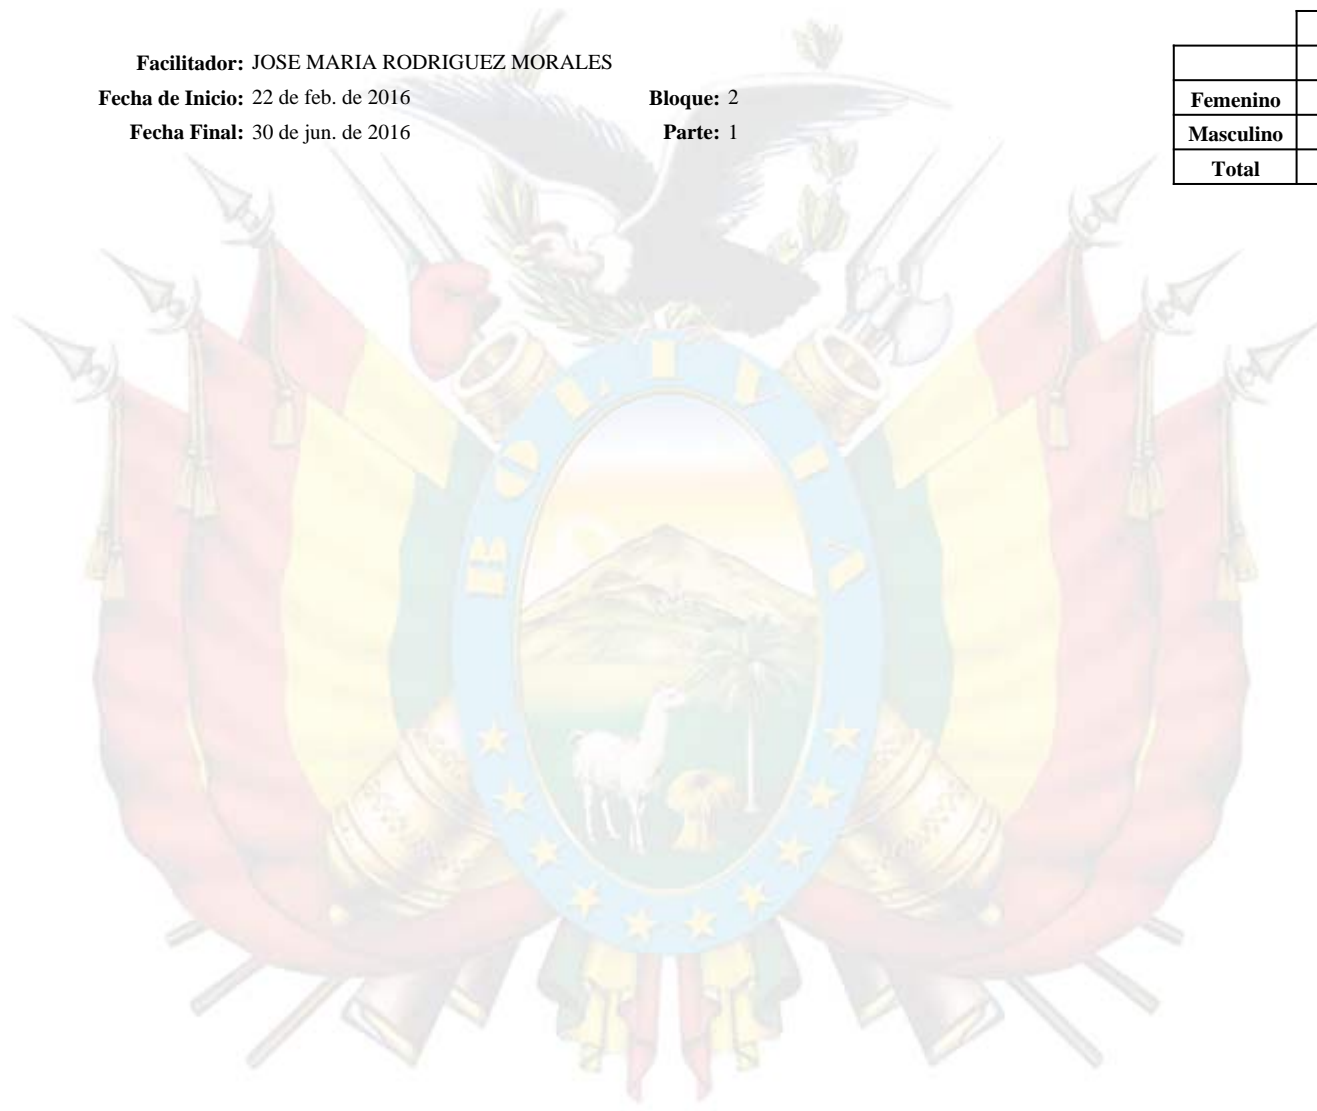 Facilitador: JOSE MARIA RODRIGUEZ MORALES
Fecha de Inicio: 22 de feb. de 2016 Bloque: 2
Fecha Final: 30 de jun. de 2016 Parte: 1
Femenino
Masculino
Total
BOLIVIA